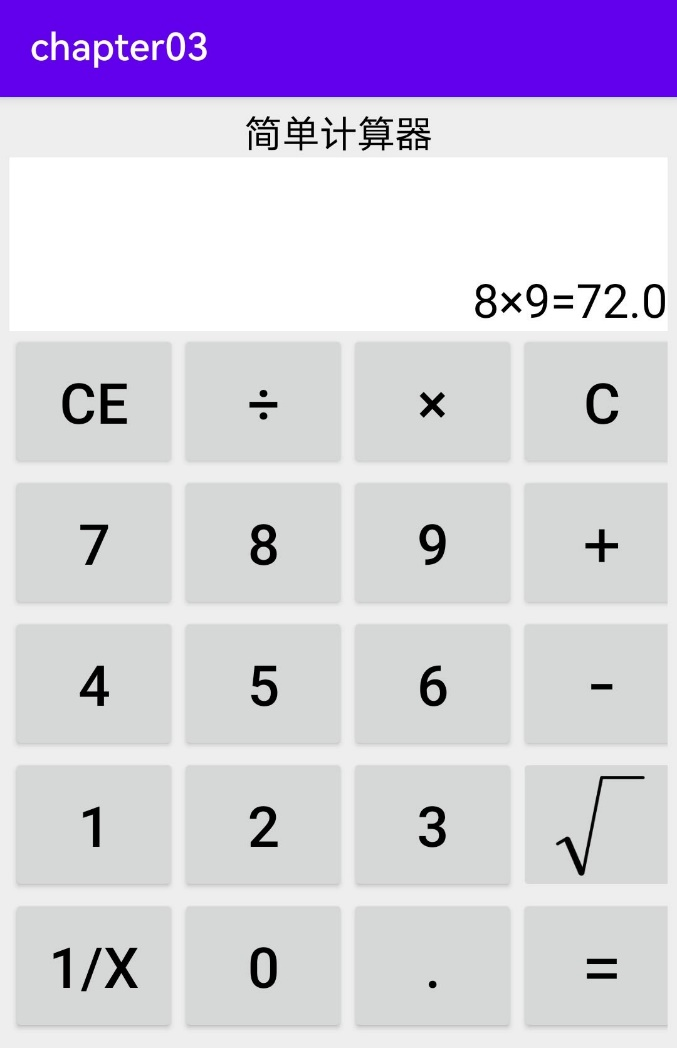 chapter03
简单计算器
8×9=72.0
CE ÷ × C
7 8 9 +
4 5 6 -
1 2 3 √
1/X 0 . =